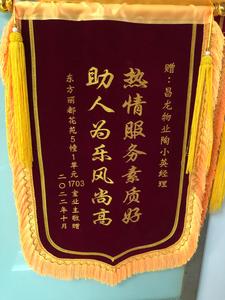 赠：昌龙物业陶小英经理
热情服务素质好
助人为乐风尚高
东方丽都花苑5幢1单元1703室业主敬赠
二〇二二年十月